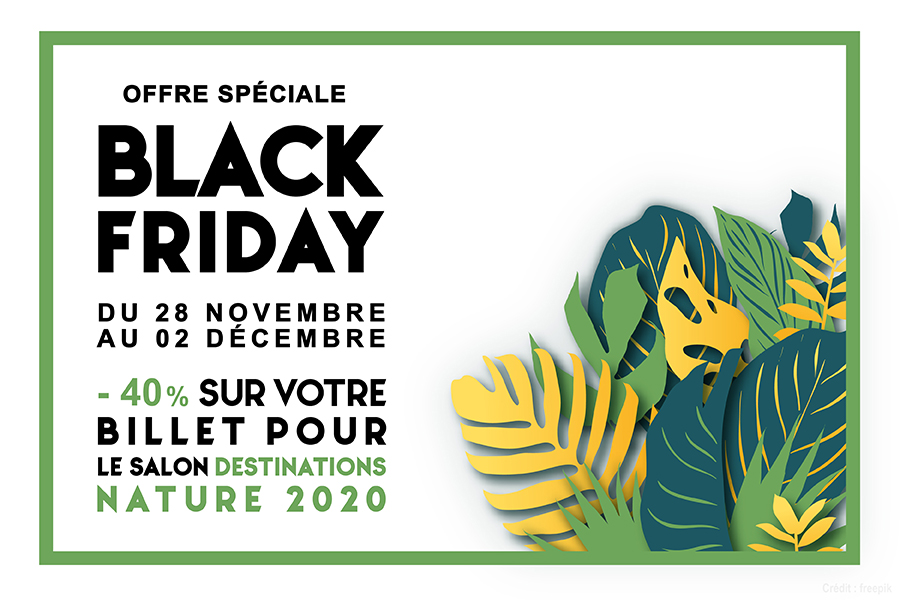 OFFRE SPÉCIALE
BLACK
FRIDAY
DU 28 NOVEMBRE
AU 02 DÉCEMBRE
- 40% SUR VOTRE
BILLET POUR
LE SALON DESTINATIONS
NATURE 2020
Crédit : freepik